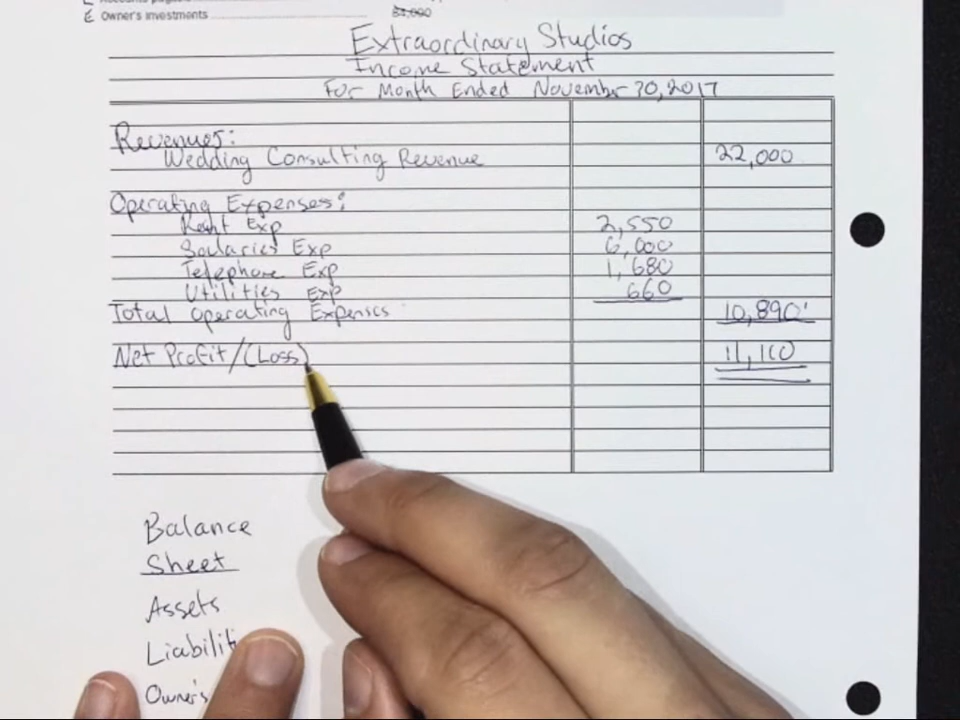 Owner's investments
Extraordinary Studios
Income Statement
For Month Ended November 30, 2017
Revenues:
Wedding Consulting Revenue 22,000
Operating Expenses:
Rent Exp 2,550
Salaries Exp 6,000
Telephone Exp 1,680
Utilities Exp 660
Total Operating Expenses 10,890
Net Profit/(Loss) 11,110
Balance
Sheet
Assets
Liabiliti
Owner's